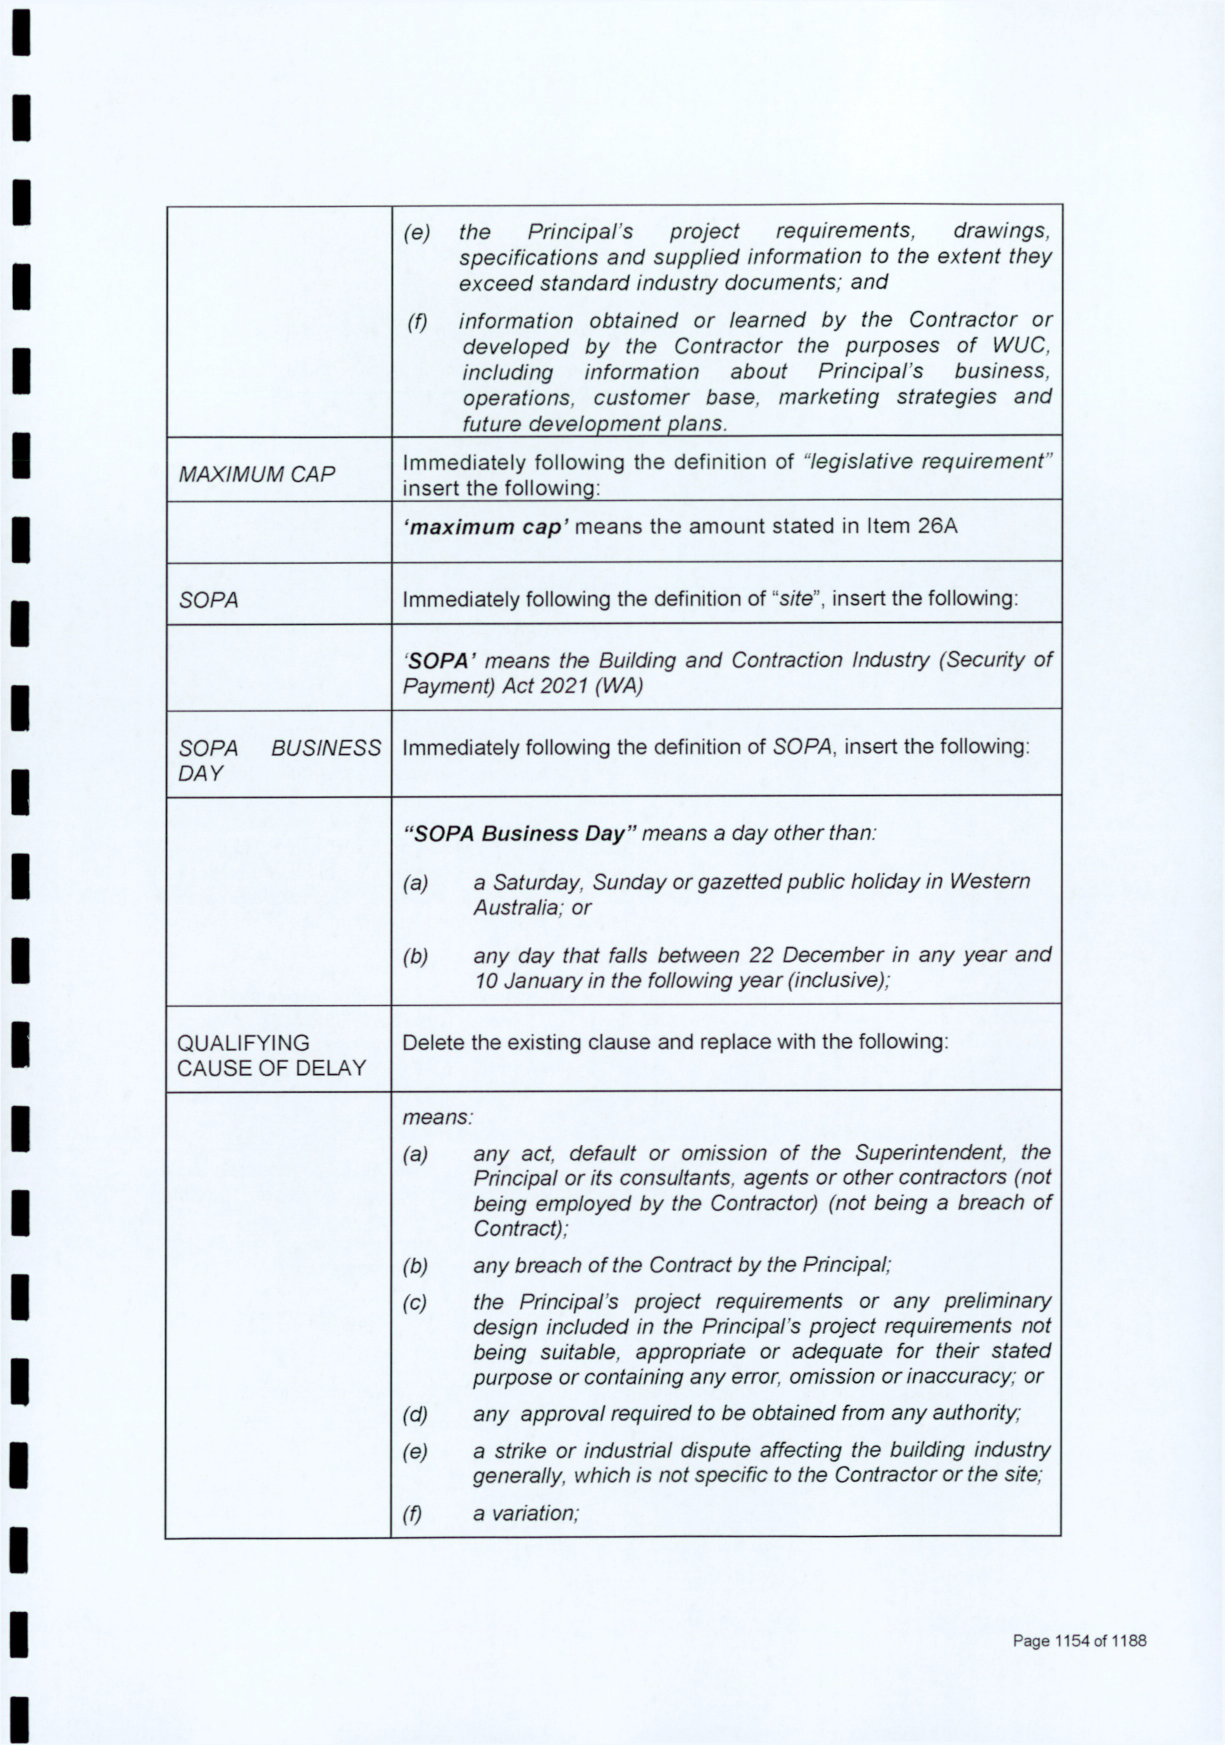 (e) the Principal's project requirements, drawings,
specifications and supplied information to the extent they
exceed standard industry documents; and
(f) information obtained or learned by the Contractor or
developed by the Contractor the purposes of WUC,
including information about Principal's business,
operations, customer base, marketing strategies and
future development plans.
MAXIMUM CAP
Immediately following the definition of “legislative requirement”
insert the following:
‘maximum cap’ means the amount stated in Item 26A
SOPA
Immediately following the definition of “site”, insert the following:
‘SOPA’ means the Building and Contraction Industry (Security of
Payment) Act 2021 (WA)
SOPA BUSINESS
DAY
Immediately following the definition of SOPA, insert the following:
“SOPA Business Day” means a day other than:
(a) a Saturday, Sunday or gazetted public holiday in Western
Australia; or
(b) any day that falls between 22 December in any year and
10 January in the following year (inclusive);
QUALIFYING
CAUSE OF DELAY
Delete the existing clause and replace with the following:
means:
(a) any act, default or omission of the Superintendent, the
Principal or its consultants, agents or other contractors (not
being employed by the Contractor) (not being a breach of
Contract);
(b) any breach of the Contract by the Principal;
(c) the Principal's project requirements or any preliminary
design included in the Principal's project requirements not
being suitable, appropriate or adequate for their stated
purpose or containing any error, omission or inaccuracy; or
(d) any approval required to be obtained from any authority;
(e) a strike or industrial dispute affecting the building industry
generally, which is not specific to the Contractor or the site;
(f) a variation;
Page 1154 of 1188